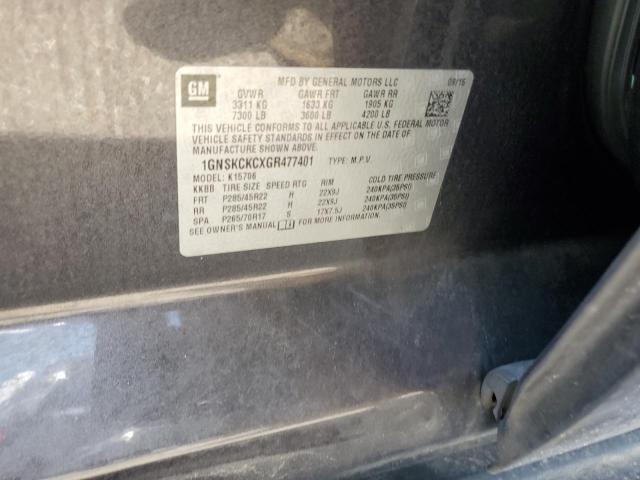 GM
MFD BY GENERAL MOTORS LLC 09/15
GVWR GAWR FRT GAWR RR
3311 KG 1633 KG 1905 KG
7300 LB 3600 LB 4200 LB
THIS VEHICLE CONFORMS TO ALL APPLICABLE U.S. FEDERAL MOTOR
VEHICLE SAFETY STANDARDS IN EFFECT ON THE DATE OF
MANUFACTURE SHOWN ABOVE.
1GNSKCKCXGR477401 TYPE: M.P.V.
MODEL: K15706
KKBB TIRE SIZE SPEED RTG RIM COLD TIRE PRESSURE
FRT P285/45R22 H 22X9J 240KPA(35PSI)
RR P285/45R22 H 22X9J 240KPA(35PSI)
SPA P265/70R17 S 17X7.5J 240KPA(35PSI)
SEE OWNER'S MANUAL FOR MORE INFORMATION.